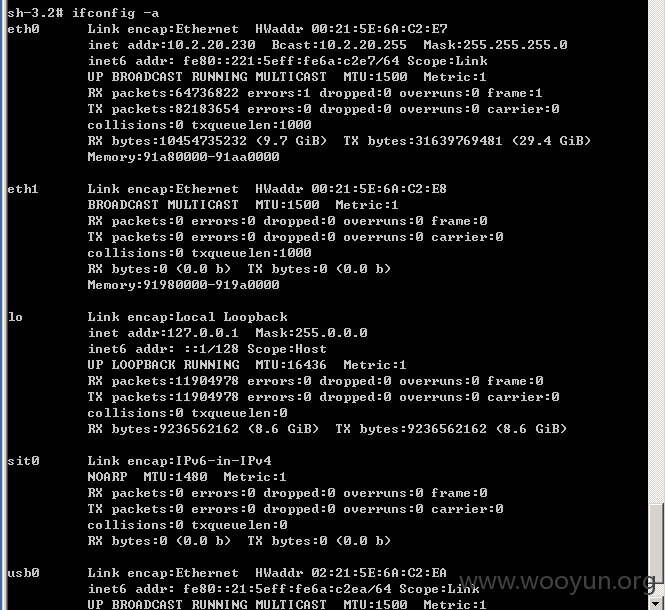 sh-3.2# ifconfig -a
eth0 Link encap:Ethernet HWaddr 00:21:5E:6A:C2:E7
inet addr:10.2.20.230 Bcast:10.2.20.255 Mask:255.255.255.0
inet6 addr: fe80::221:5eff:fe6a:c2e7/64 Scope:Link
UP BROADCAST RUNNING MULTICAST MTU:1500 Metric:1
RX packets:64736822 errors:1 dropped:0 overruns:0 frame:1
TX packets:82183654 errors:0 dropped:0 overruns:0 carrier:0
collisions:0 txqueuelen:1000
RX bytes:10454735232 (9.7 GiB) TX bytes:31639769481 (29.4 GiB)
Memory:91a80000-91aa0000
eth1 Link encap:Ethernet HWaddr 00:21:5E:6A:C2:E8
BROADCAST MULTICAST MTU:1500 Metric:1
RX packets:0 errors:0 dropped:0 overruns:0 frame:0
TX packets:0 errors:0 dropped:0 overruns:0 carrier:0
collisions:0 txqueuelen:1000
RX bytes:0 (0.0 b) TX bytes:0 (0.0 b)
Memory:91980000-919a0000
lo Link encap:Local Loopback
inet addr:127.0.0.1 Mask:255.0.0.0
inet6 addr: ::1/128 Scope:Host
UP LOOPBACK RUNNING MTU:16436 Metric:1
RX packets:11904978 errors:0 dropped:0 overruns:0 frame:0
TX packets:11904978 errors:0 dropped:0 overruns:0 carrier:0
collisions:0 txqueuelen:0
RX bytes:9236562162 (8.6 GiB) TX bytes:9236562162 (8.6 GiB)
sit0 Link encap:IPv6-in-IPv4
NOARP MTU:1480 Metric:1
RX packets:0 errors:0 dropped:0 overruns:0 frame:0
TX packets:0 errors:0 dropped:0 overruns:0 carrier:0
collisions:0 txqueuelen:0
RX bytes:0 (0.0 b) TX bytes:0 (0.0 b)
usb0 Link encap:Ethernet HWaddr 02:21:5E:6A:C2:EA
inet6 addr: fe80::21:5eff:fe6a:c2ea/64 Scope:Link
UP BROADCAST RUNNING MULTICAST MTU:1500 Metric:1
www.wooyun.org